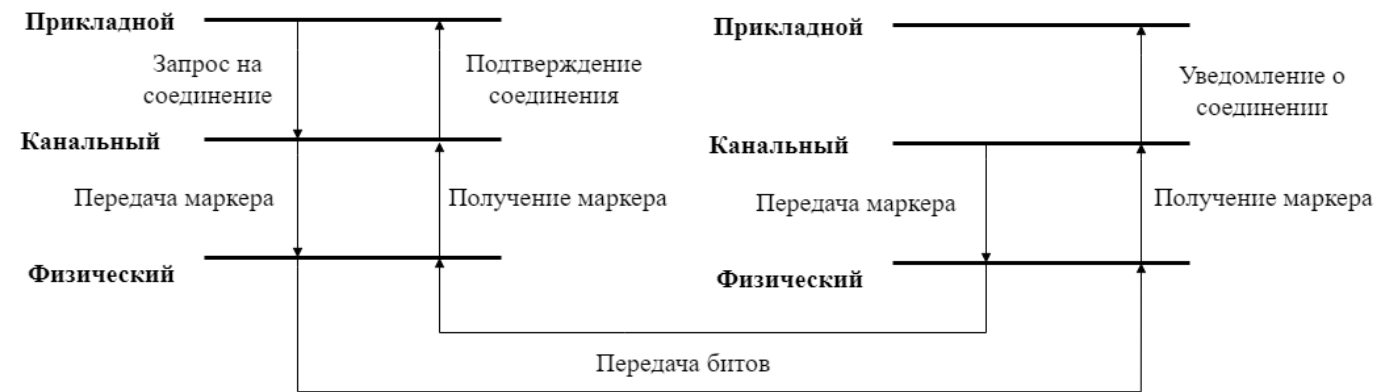 Прикладной
Запрос на
соединение
Подтверждение
соединения
Канальный
Передача маркера
Получение маркера
Физический
Прикладной
Уведомление о
соединении
Канальный
Передача маркера
Получение маркера
Физический
Передача битов